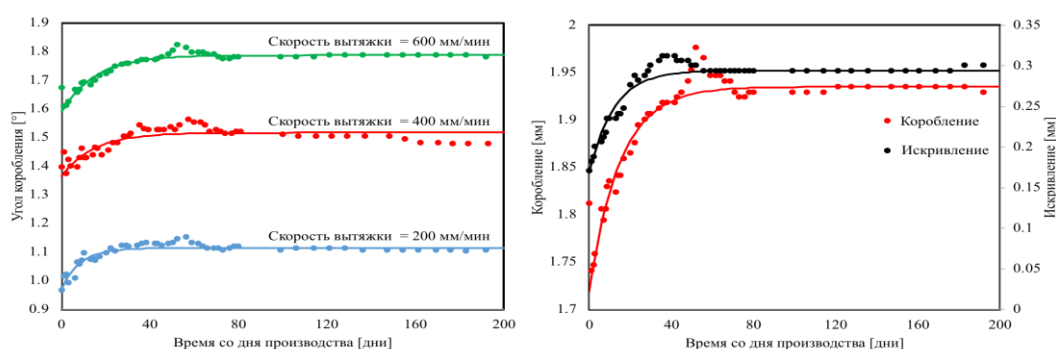 1.9
1.8
1.7
1.6
1.5
1.4
1.3
1.2
1.1
1.0
0.9
Угол коробления [°]
Скорость вытяжки = 600 мм/мин
Скорость вытяжки = 400 мм/мин
Скорость вытяжки = 200 мм/мин
0 40 80 120 160 200
Время со дня производства [дни]
2
1.95
1.9
1.85
1.8
1.75
1.7
Коробление [мм]
Коробление
Искривление
0.35
0.3
0.25
0.2
0.15
0.1
0.05
0
Искривление [мм]
0 40 80 120 160 200
Время со дня производства [дни]